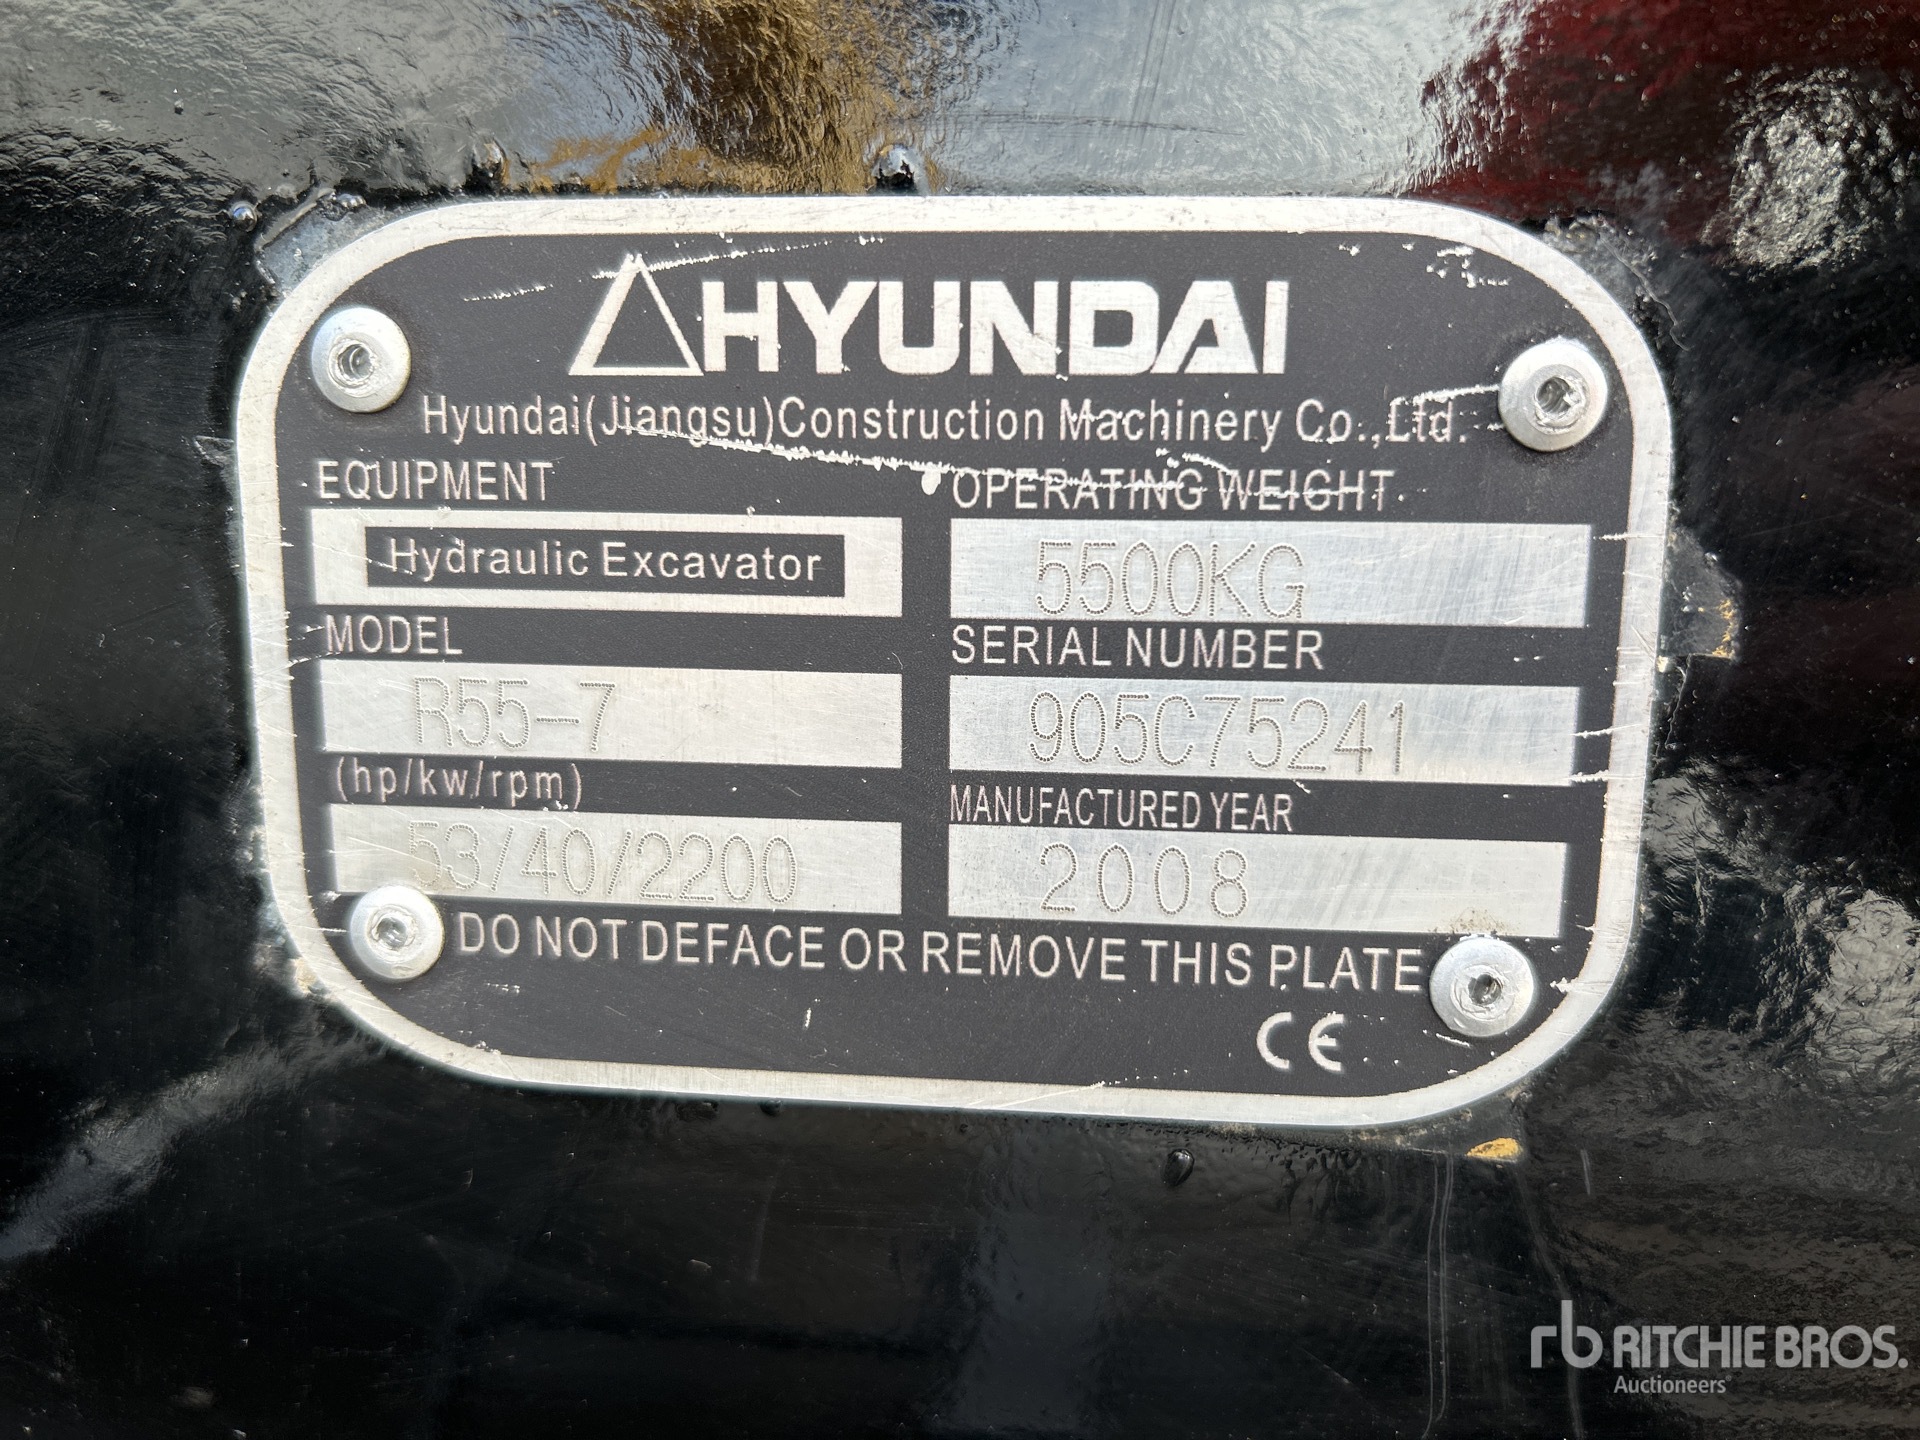 HYUNDAI
Hyundai(Jiangsu)Construction Machinery Co.,Ltd.
EQUIPMENT
Hydraulic Excavator
OPERATING WEIGHT
5500KG
MODEL
R55-7
SERIAL NUMBER
905C75241
(hp/kw/rpm)
53/40/2200
MANUFACTURED YEAR
2008
DO NOT DEFACE OR REMOVE THIS PLATE
CE
rb RITCHIE BROS.
Auctioneers